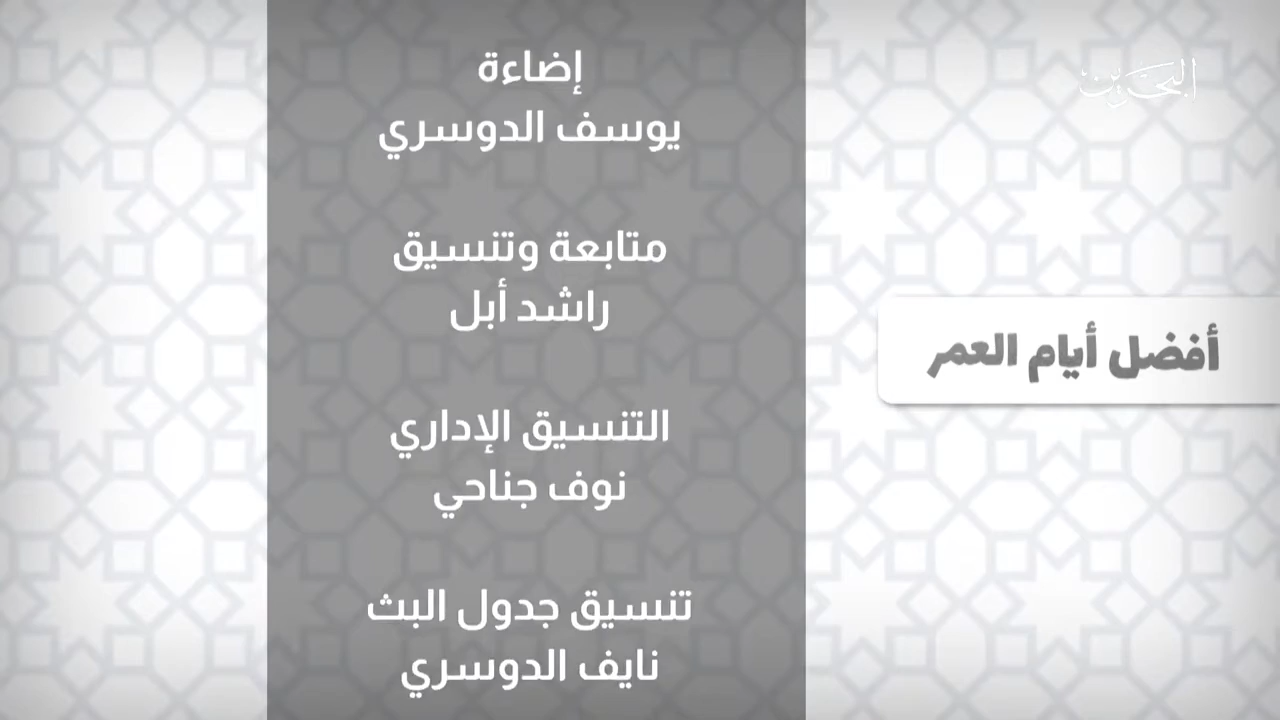 البحرين
إضاءة
يوسف الدوسري
متابعة وتنسيق
راشد أبل
التنسيق الإداري
نوف جناحي
تنسيق جدول البث
نايف الدوسري
أفضل أيام العمر